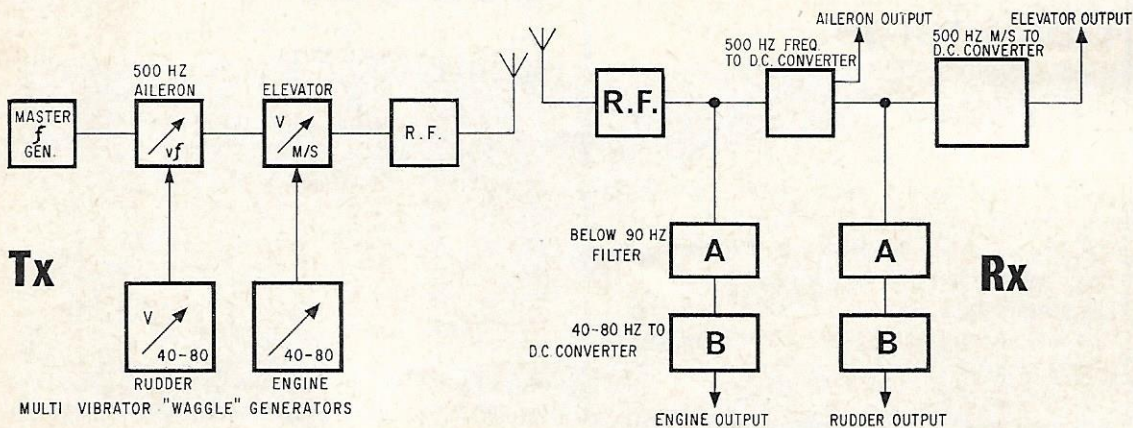 AILERON OUTPUT
ELEVATOR OUTPUT
500 HZ
AILERON
ELEVATOR
500 HZ FREQ.
TO D.C. CONVERTER
500 HZ M/S TO
D.C. CONVERTER
MASTER
f
GEN.
vf
V
M/S
R.F.
R.F.
Tx
BELOW 90 HZ
FILTER
A
A
Rx
V
40-80
40-80
40-80 HZ TO
D.C. CONVERTER
B
B
RUDDER
ENGINE
MULTI VIBRATOR "WAGGLE" GENERATORS
ENGINE OUTPUT
RUDDER OUTPUT